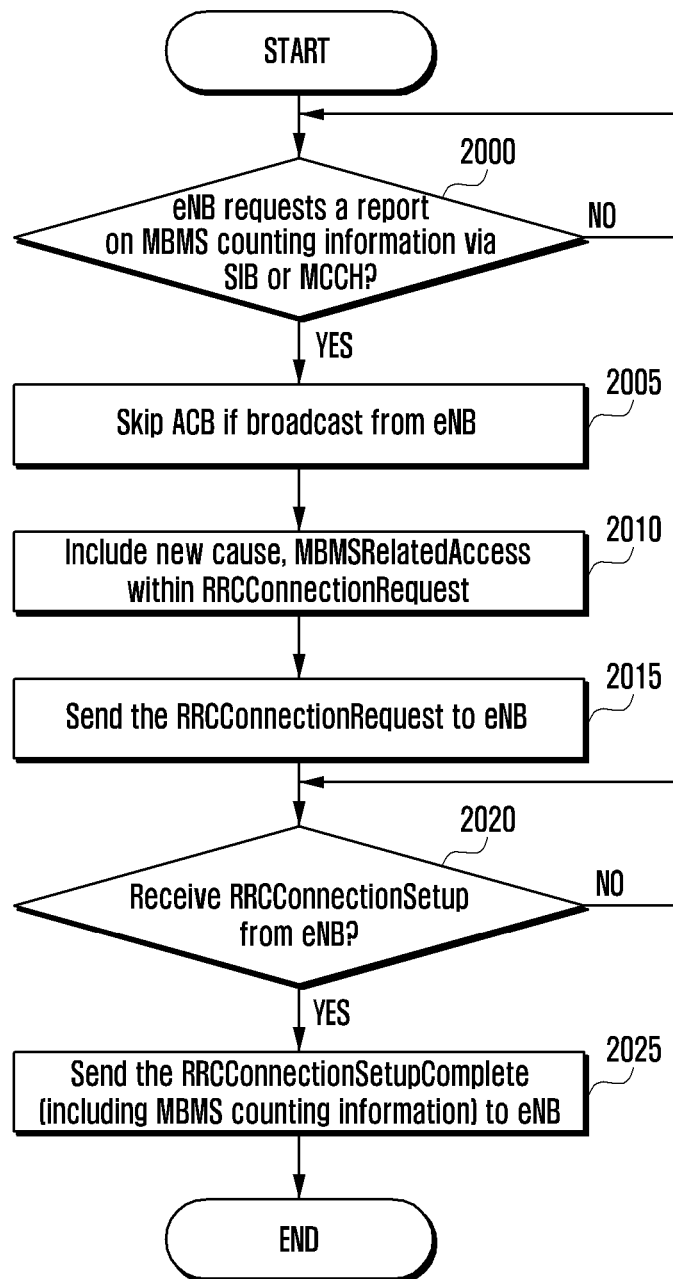 START
2000
eNB requests a report
on MBMS counting information via
SIB or MCCH?
NO
YES
2005
Skip ACB if broadcast from eNB
2010
Include new cause, MBMSRelatedAccess
within RRCConnectionRequest
2015
Send the RRCConnectionRequest to eNB
2020
Receive RRCConnectionSetup
from eNB?
NO
YES
2025
Send the RRCConnectionSetupComplete
(including MBMS counting information) to eNB
END